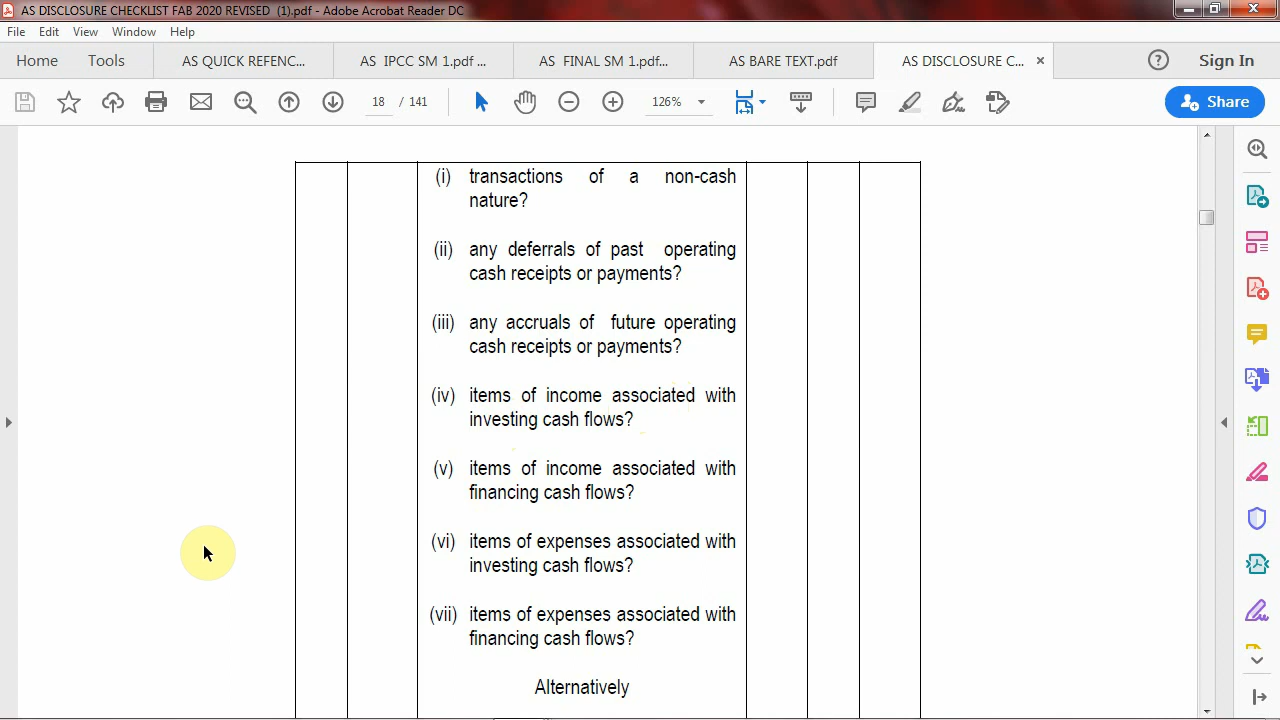 AS DISCLOSURE CHECKLIST FAB 2020 REVISED (1).pdf - Adobe Acrobat Reader DC
File Edit View Window Help
Home Tools AS QUICK REFENC... AS IPCC SM 1.pdf ... AS FINAL SM 1.pdf... AS BARE TEXT.pdf AS DISCLOSURE C... × Sign In
18 / 141 126% Share
(i) transactions of a non-cash
nature?
(ii) any deferrals of past operating
cash receipts or payments?
(iii) any accruals of future operating
cash receipts or payments?
(iv) items of income associated with
investing cash flows?
(v) items of income associated with
financing cash flows?
(vi) items of expenses associated with
investing cash flows?
(vii) items of expenses associated with
financing cash flows?
Alternatively